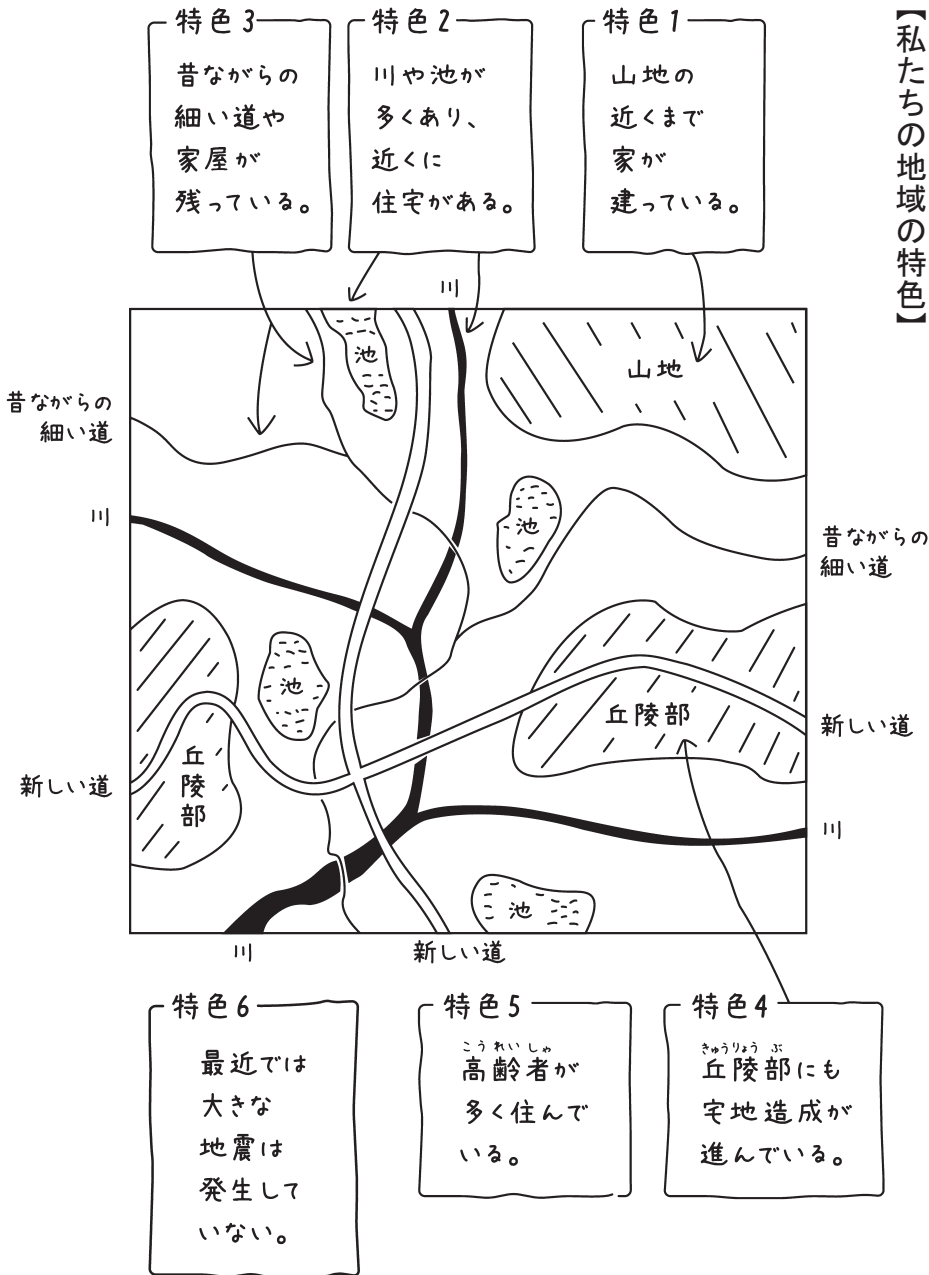 【私たちの地域の特色】
特色1
山地の
近くまで
家が
建っている。
特色2
川や池が
多くあり、
近くに
住宅がある。
特色3
昔ながらの
細い道や
家屋が
残っている。
川
池
山地
昔ながらの
細い道
川
池
昔ながらの
細い道
池
丘陵部
新しい道
丘陵部
新しい道
川
池
川
新しい道
特色4
きゅうりょう ぶ
丘陵部にも
宅地造成が
進んでいる。
特色5
こうれいしゃ
高齢者が
多く住んで
いる。
特色6
最近では
大きな
地震は
発生して
いない。